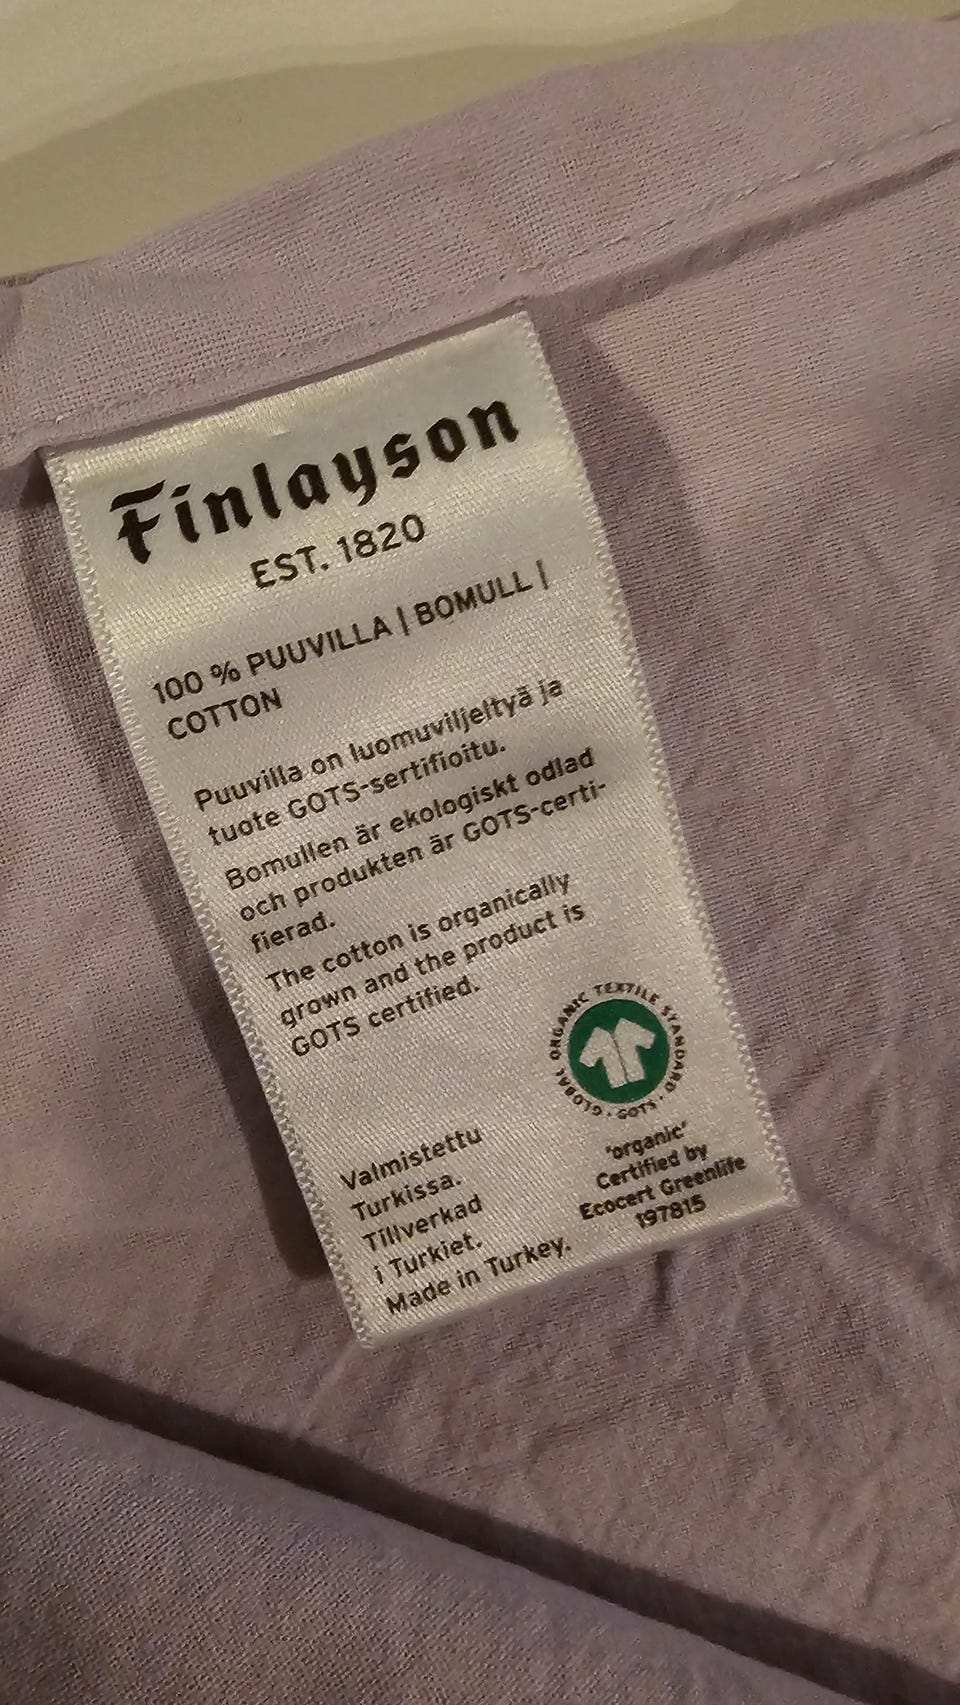 Finlayson
EST. 1820
100 % PUUVILLA | BOMULL |
COTTON
Puuvilla on luomuviljeltyä ja
tuote GOTS-sertifioitu.
Bomullen är ekologiskt odlad
och produkten är GOTS-certi-
fierad.
The cotton is organically
grown and the product is
GOTS certified.
GLOBAL ORGANIC TEXTILE STANDARD · GOTS ·
'organic'
Certified by
Ecocert Greenlife
197815
Valmistettu
Turkissa.
Tillverkad
i Turkiet.
Made in Turkey.